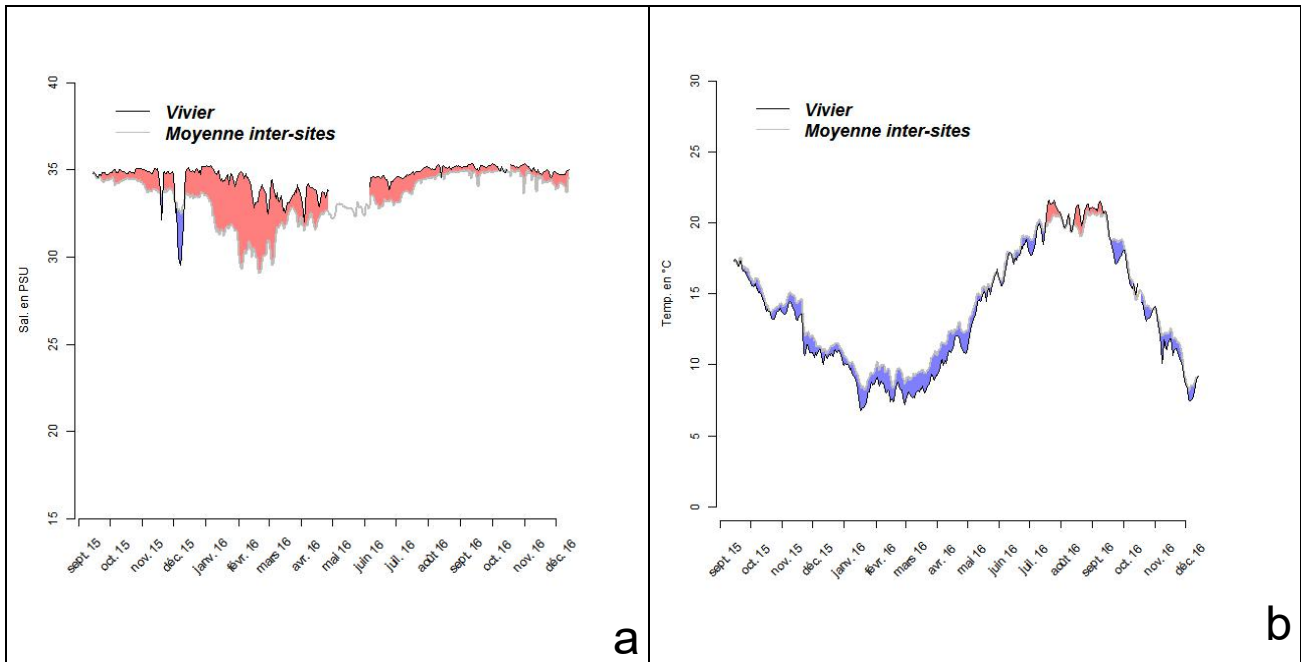 Vivier
Moyenne inter-sites
Sal. en PSU
40
35
30
25
20
15
sept. 15
oct. 15
nov. 15
déc. 15
janv. 16
févr. 16
mars 16
avr. 16
mai 16
juin 16
juil. 16
août 16
sept. 16
oct. 16
nov. 16
déc. 16
a
Vivier
Moyenne inter-sites
Temp. en °C
30
25
20
15
10
5
0
sept. 15
oct. 15
nov. 15
déc. 15
janv. 16
févr. 16
mars 16
avr. 16
mai 16
juin 16
juil. 16
août 16
sept. 16
oct. 16
nov. 16
déc. 16
b